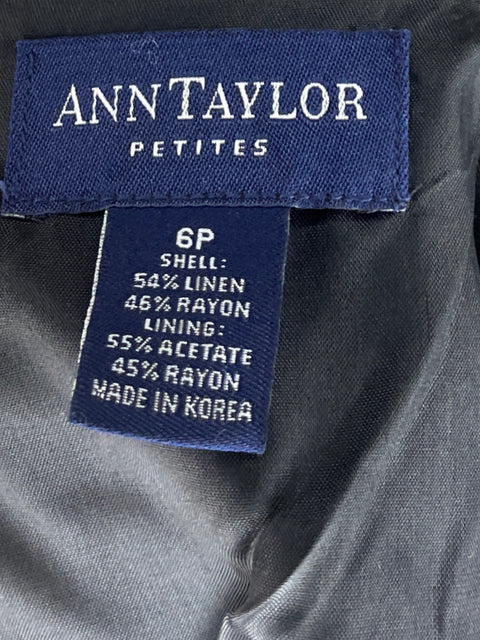 ANNTAYLOR
PETITES
6P
SHELL:
54% LINEN
46% RAYON
LINING:
55% ACETATE
45% RAYON
MADE IN KOREA